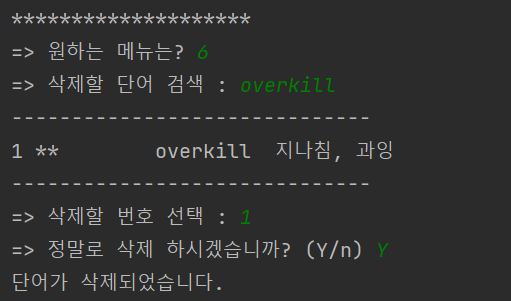 ********************
=> 원하는 메뉴는? 6
=> 삭제할 단어 검색 : overkill
------------------------------
1 **        overkill  지나침, 과잉
------------------------------
=> 삭제할 번호 선택 : 1
=> 정말로 삭제 하시겠습니까? (Y/n) Y
단어가 삭제되었습니다.